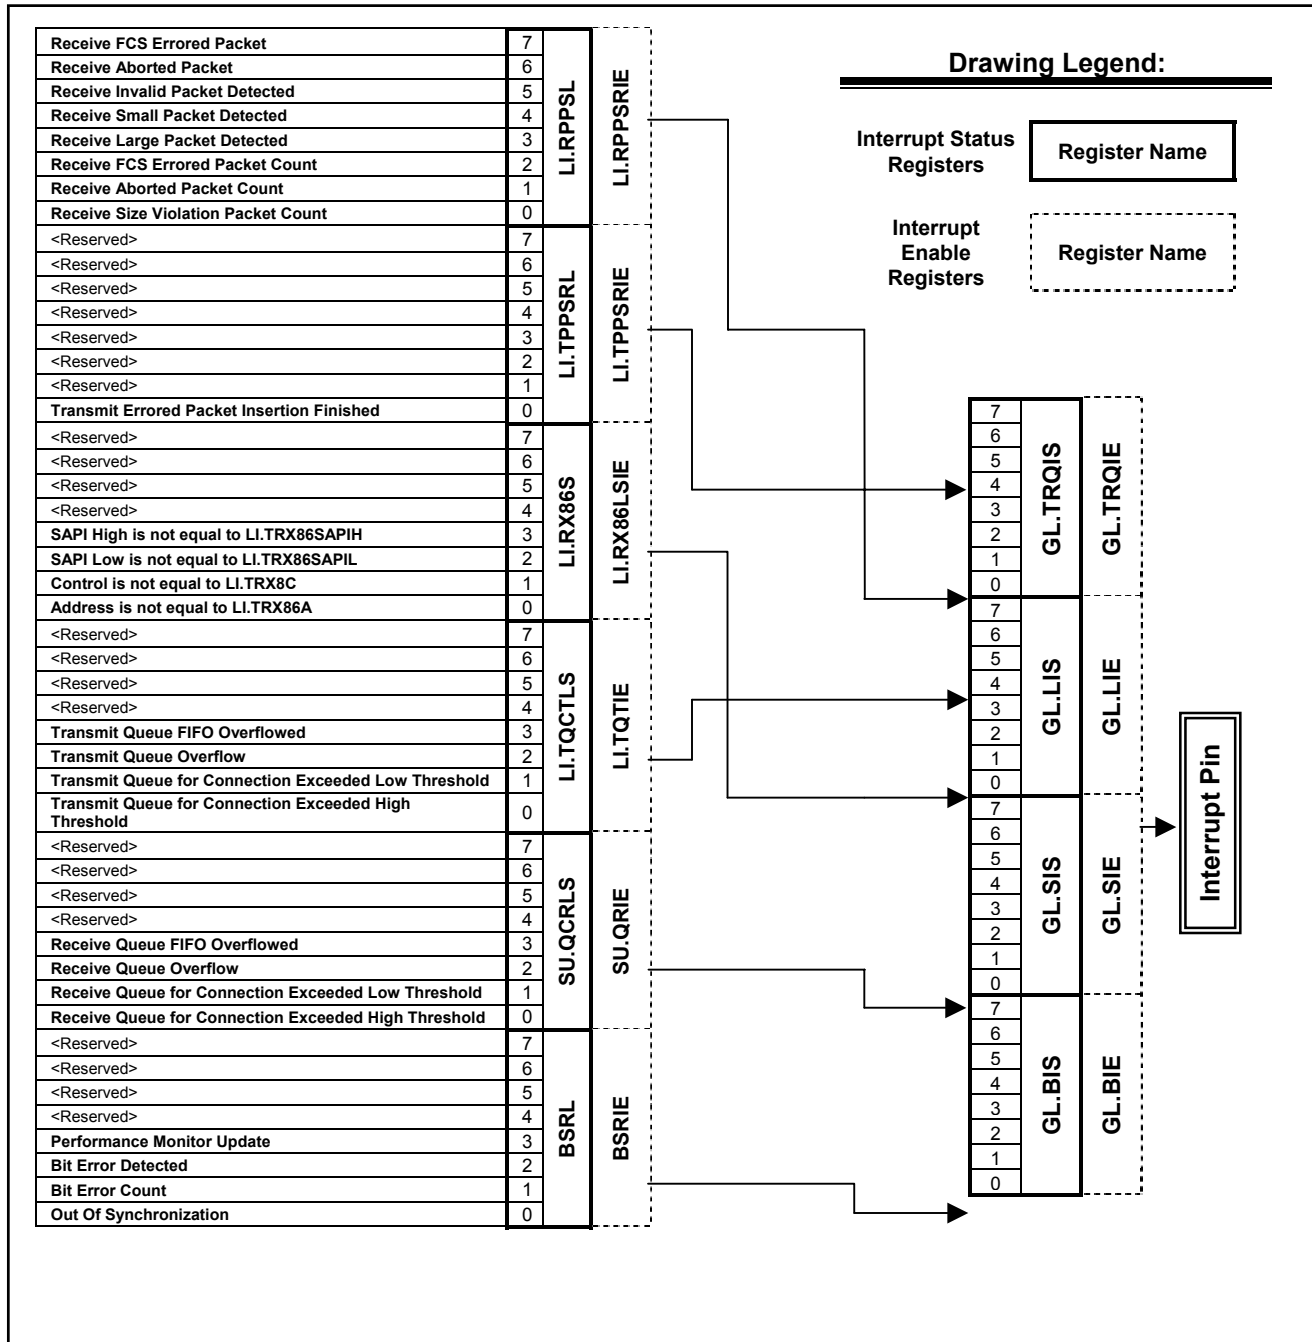 Receive FCS Errored Packet 7
Receive Aborted Packet 6
Receive Invalid Packet Detected 5
Receive Small Packet Detected 4
Receive Large Packet Detected 3
Receive FCS Errored Packet Count 2
Receive Aborted Packet Count 1
Receive Size Violation Packet Count 0
LI.RPPSL
LI.RPPSRIE
<Reserved> 7
<Reserved> 6
<Reserved> 5
<Reserved> 4
<Reserved> 3
<Reserved> 2
<Reserved> 1
Transmit Errored Packet Insertion Finished 0
LI.TPPSRL
LI.TPPSRIE
<Reserved> 7
<Reserved> 6
<Reserved> 5
<Reserved> 4
SAPI High is not equal to LI.TRX86SAPIH 3
SAPI Low is not equal to LI.TRX86SAPIL 2
Control is not equal to LI.TRX8C 1
Address is not equal to LI.TRX86A 0
LI.RX86S
LI.RX86LSIE
<Reserved> 7
<Reserved> 6
<Reserved> 5
<Reserved> 4
Transmit Queue FIFO Overflowed 3
Transmit Queue Overflow 2
Transmit Queue for Connection Exceeded Low Threshold 1
Transmit Queue for Connection Exceeded High
Threshold 0
LI.TQCTLS
LI.TQTIE
<Reserved> 7
<Reserved> 6
<Reserved> 5
<Reserved> 4
Receive Queue FIFO Overflowed 3
Receive Queue Overflow 2
Receive Queue for Connection Exceeded Low Threshold 1
Receive Queue for Connection Exceeded High Threshold 0
SU.QCRLS
SU.QRIE
<Reserved> 7
<Reserved> 6
<Reserved> 5
<Reserved> 4
Performance Monitor Update 3
Bit Error Detected 2
Bit Error Count 1
Out Of Synchronization 0
BSRL
BSRIE
Drawing Legend:
Interrupt Status
Registers
Register Name
Interrupt
Enable
Registers
Register Name
7
6
5
4
3
2
1
0
GL.TRQIS
GL.TRQIE
7
6
5
4
3
2
1
0
GL.LIS
GL.LIE
7
6
5
4
3
2
1
0
GL.SIS
GL.SIE
7
6
5
4
3
2
1
0
GL.BIS
GL.BIE
Interrupt Pin